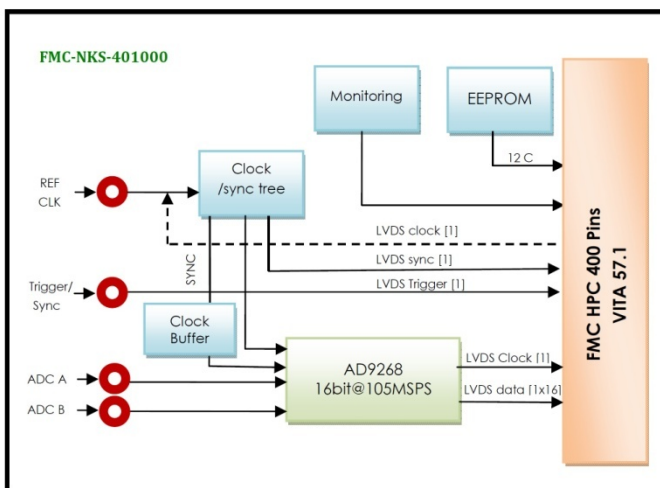 FMC-NKS-401000
Monitoring
EEPROM
12 C
REF
CLK
Clock
/sync tree
LVDS clock [1]
LVDS sync [1]
SYNC
Trigger/
Sync
LVDS Trigger [1]
Clock
Buffer
ADC A
ADC B
AD9268
16bit@105MSPS
LVDS Clock [1]
LVDS data [1x16]
FMC HPC 400 Pins
VITA 57.1